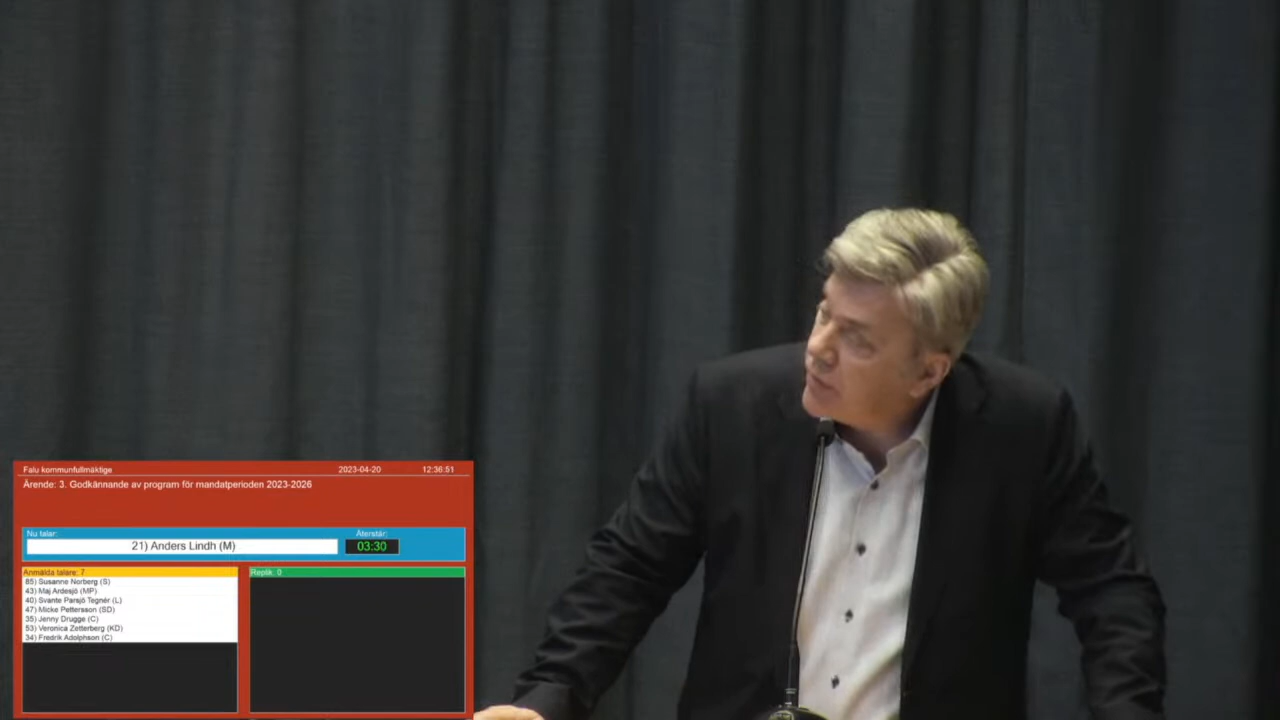 Falu kommunfullmäktige 2023-04-20 12:36:51
Ärende: 3. Godkännande av program för mandatperioden 2023-2026
Nu talar: Återstår:
21) Anders Lindh (M) 03:30
Anmälda talare: 7 Replik: 0
85) Susanne Norberg (S)
43) Maj Ardesjö (MP)
40) Svante Parsjö Tegnér (L)
47) Micke Pettersson (SD)
35) Jenny Drugge (C)
53) Veronica Zetterberg (KD)
34) Fredrik Adolphson (C)